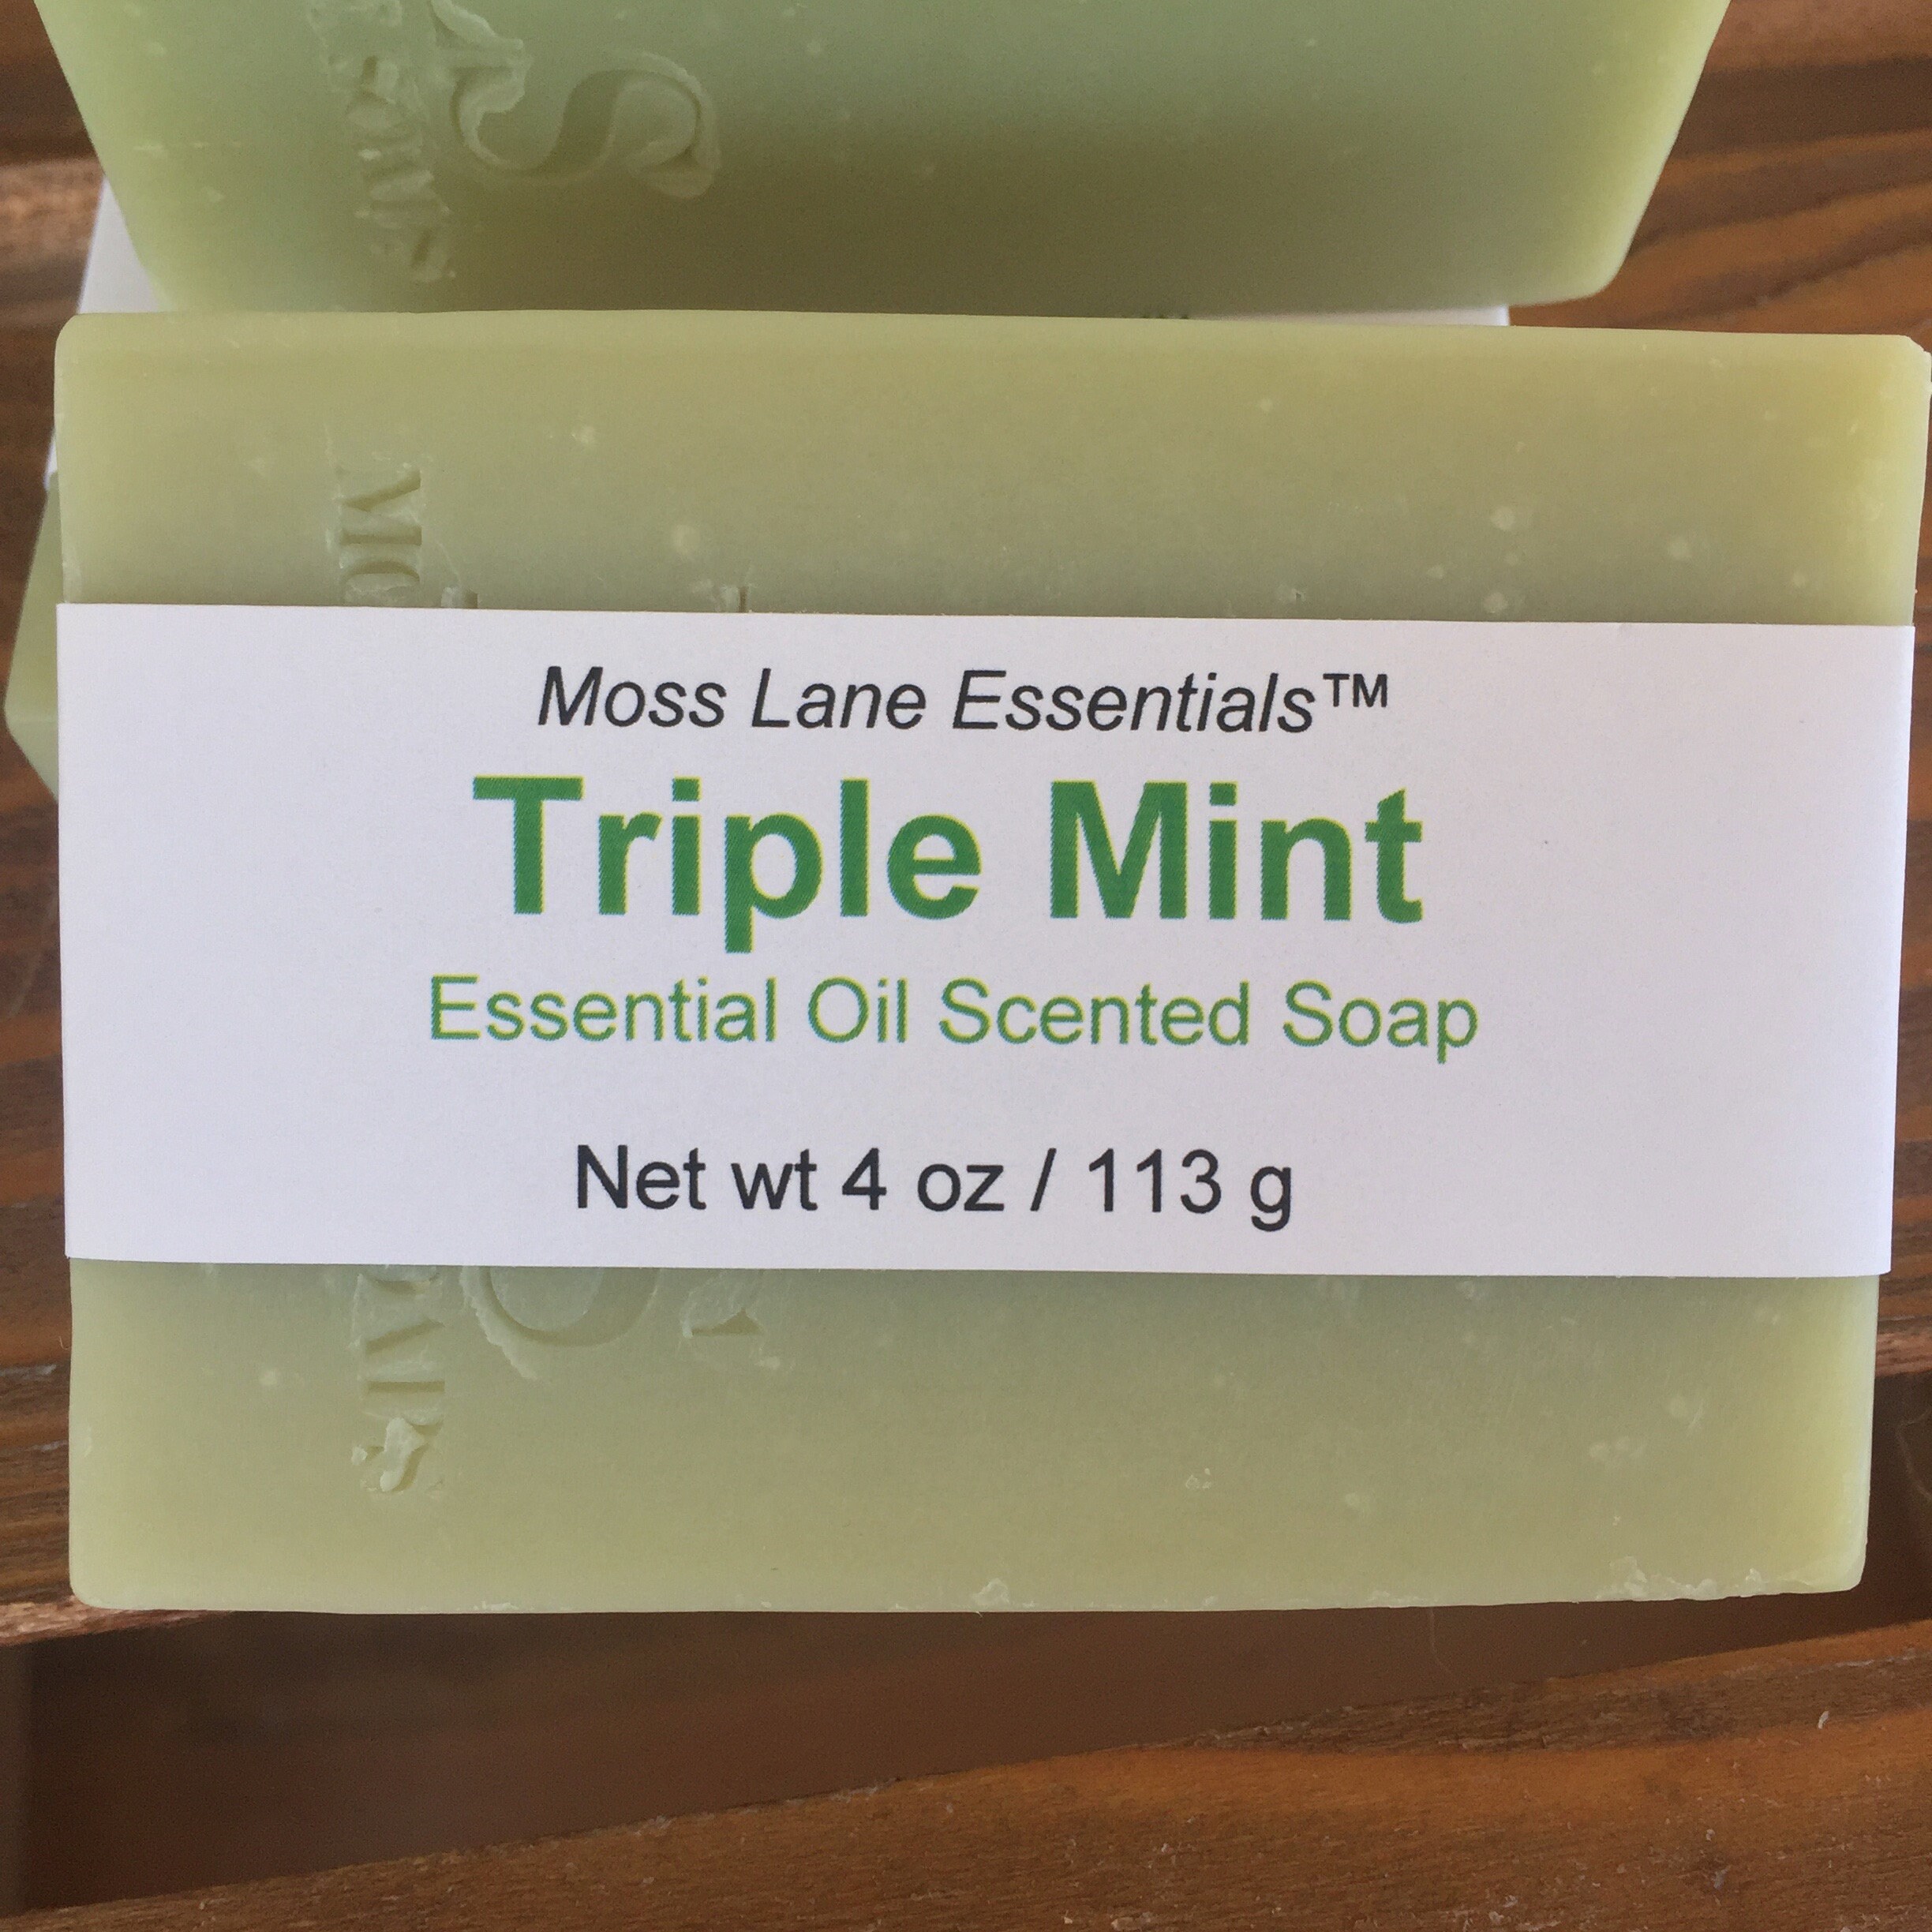 Moss Lane Essentials™
Triple Mint
Essential Oil Scented Soap
Net wt 4 oz / 113 g